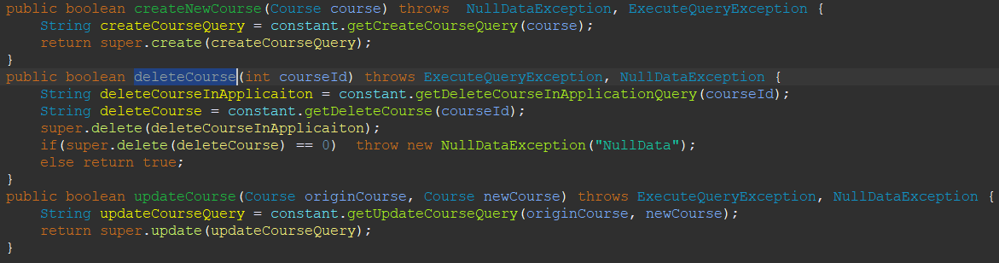 public boolean createNewCourse(Course course) throws  NullDataException, ExecuteQueryException {
    String createCourseQuery = constant.getCreateCourseQuery(course);
    return super.create(createCourseQuery);
}
public boolean deleteCourse(int courseId) throws ExecuteQueryException, NullDataException {
    String deleteCourseInApplicaiton = constant.getDeleteCourseInApplicationQuery(courseId);
    String deleteCourse = constant.getDeleteCourse(courseId);
    super.delete(deleteCourseInApplicaiton);
    if(super.delete(deleteCourse) == 0)  throw new NullDataException("NullData");
    else return true;
}
public boolean updateCourse(Course originCourse, Course newCourse) throws ExecuteQueryException, NullDataException {
    String updateCourseQuery = constant.getUpdateCourseQuery(originCourse, newCourse);
    return super.update(updateCourseQuery);
}